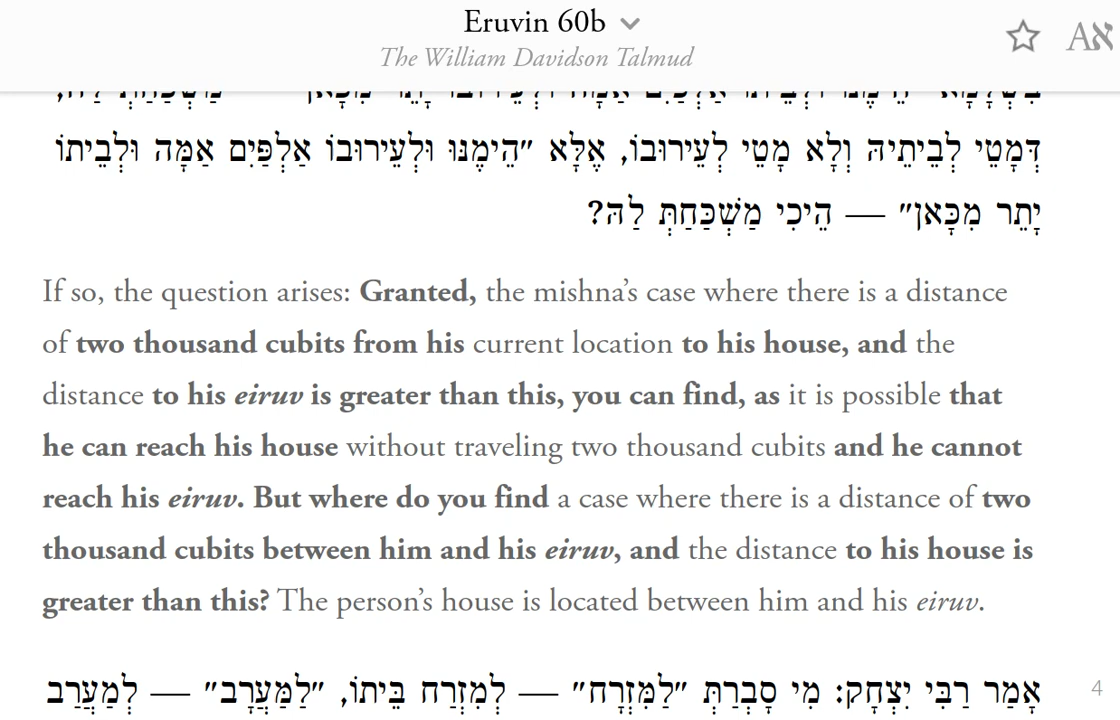 Eruvin 60b
The William Davidson Talmud
Aא
דְּמָטֵי לְבֵיתֵיהּ וְלָא מָטֵי לְעֵירוּבוֹ, אֶלָּא ״הֵימֶנּוּ וּלְעֵירוּבוֹ אַלְפַּיִם אַמָּה וּלְבֵיתוֹ
יָתֵר מִכָּאן״ — הֵיכִי מַשְׁכַּחַתְּ לַהּ?
If so, the question arises: Granted, the mishna’s case where there is a distance
of two thousand cubits from his current location to his house, and the
distance to his eiruv is greater than this, you can find, as it is possible that
he can reach his house without traveling two thousand cubits and he cannot
reach his eiruv. But where do you find a case where there is a distance of two
thousand cubits between him and his eiruv, and the distance to his house is
greater than this? The person’s house is located between him and his eiruv.
אָמַר רַבִּי יִצְחָק: מִי סָבְרַתְּ ״לַמִּזְרָח״ — לְמִזְרַח בֵּיתוֹ, ״לַמַּעֲרָב״ — לְמַעֲרַב
4